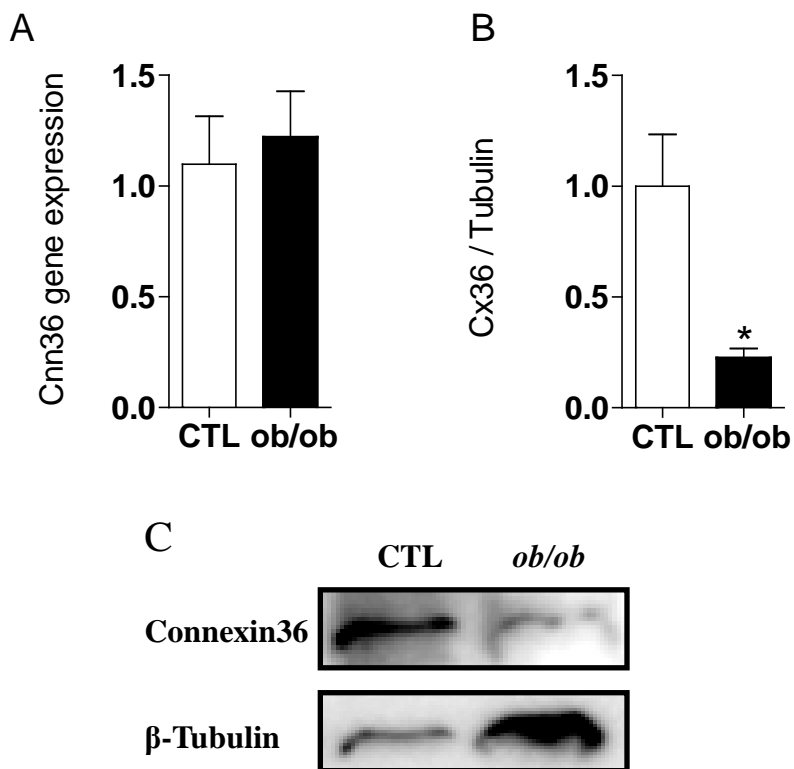 A
Cnn36 gene expression
1.5
1.0
0.5
0.0
CTL ob/ob
B
Cx36 / Tubulin
1.5
1.0
0.5
0.0
*
CTL ob/ob
C
CTL ob/ob
Connexin36
β-Tubulin